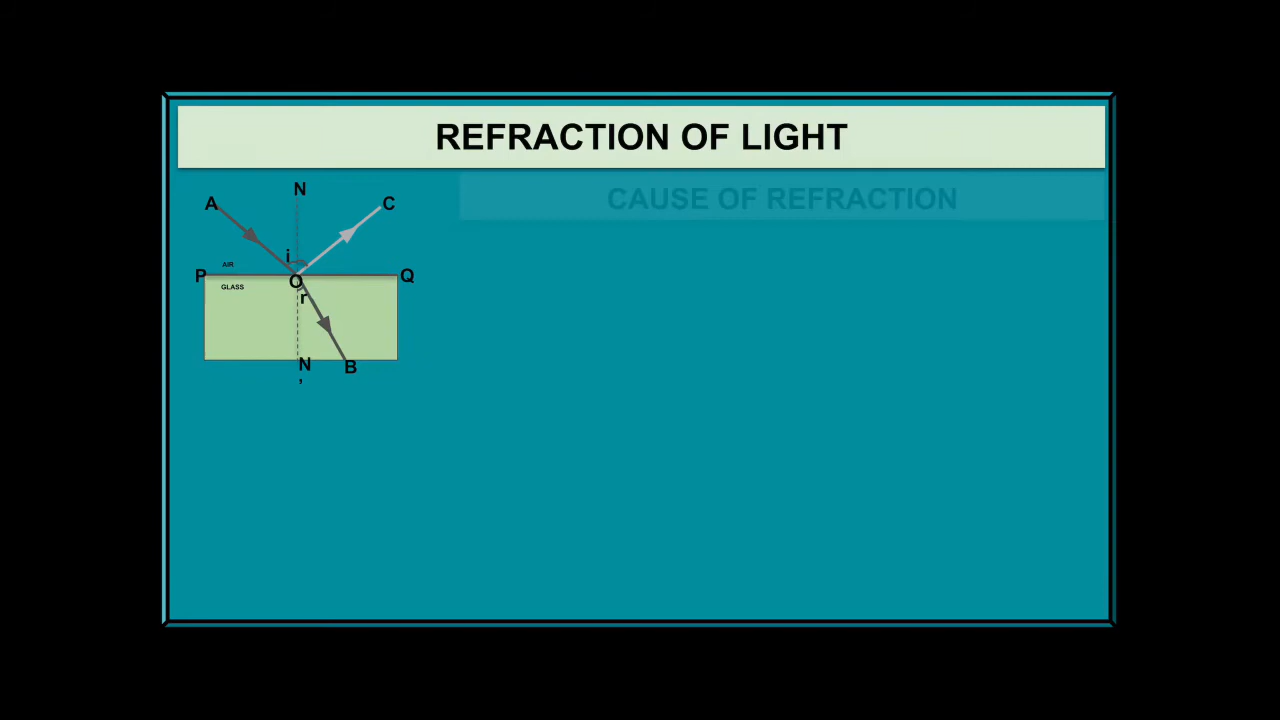 REFRACTION OF LIGHT
CAUSE OF REFRACTION
N
A
C
i
AIR
P
Q
O
GLASS
r
N
B
,